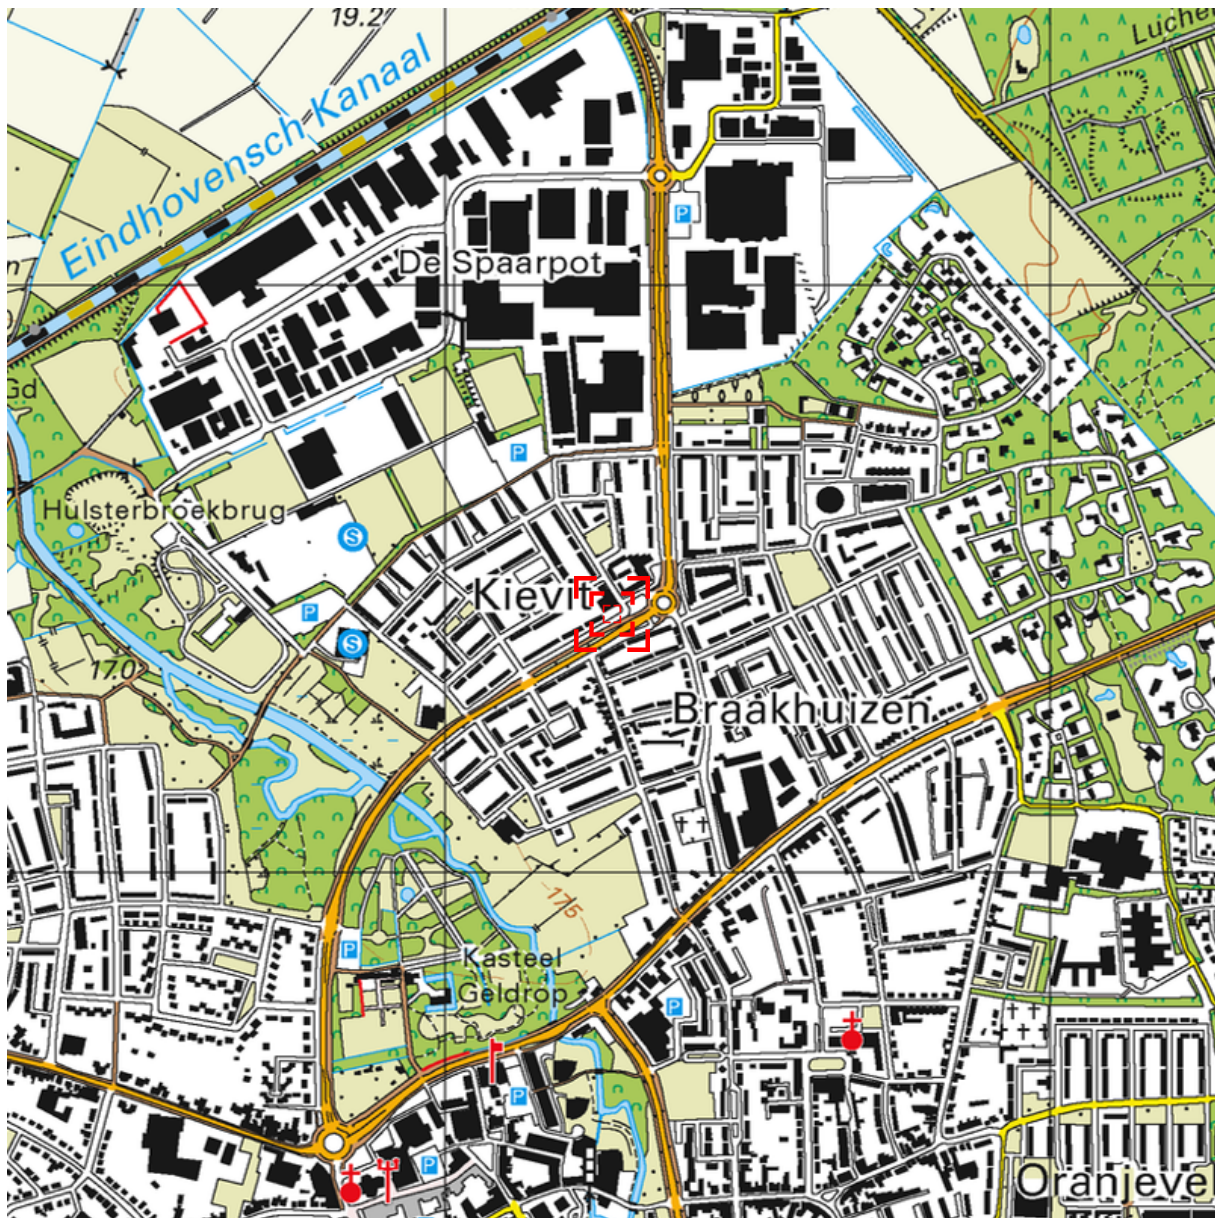 19.2
Luche
Eindhovensch Kanaal
De Spaarpot
P
Gd
P
Hulsterbroekbrug
S
Kievit
P
S
17.0
Braakhuizen
17.5
P
Kasteel
Geldrop
P
P
P
Oranjevel